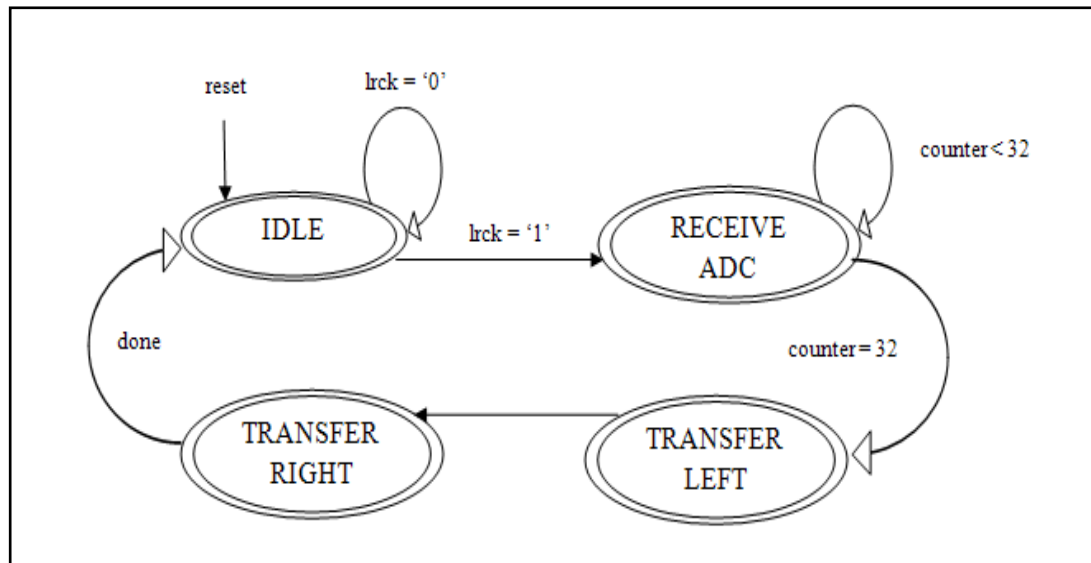 reset
lrck = ‘0’
counter < 32
IDLE
lrck = ‘1’
RECEIVE
ADC
done
counter = 32
TRANSFER
RIGHT
TRANSFER
LEFT